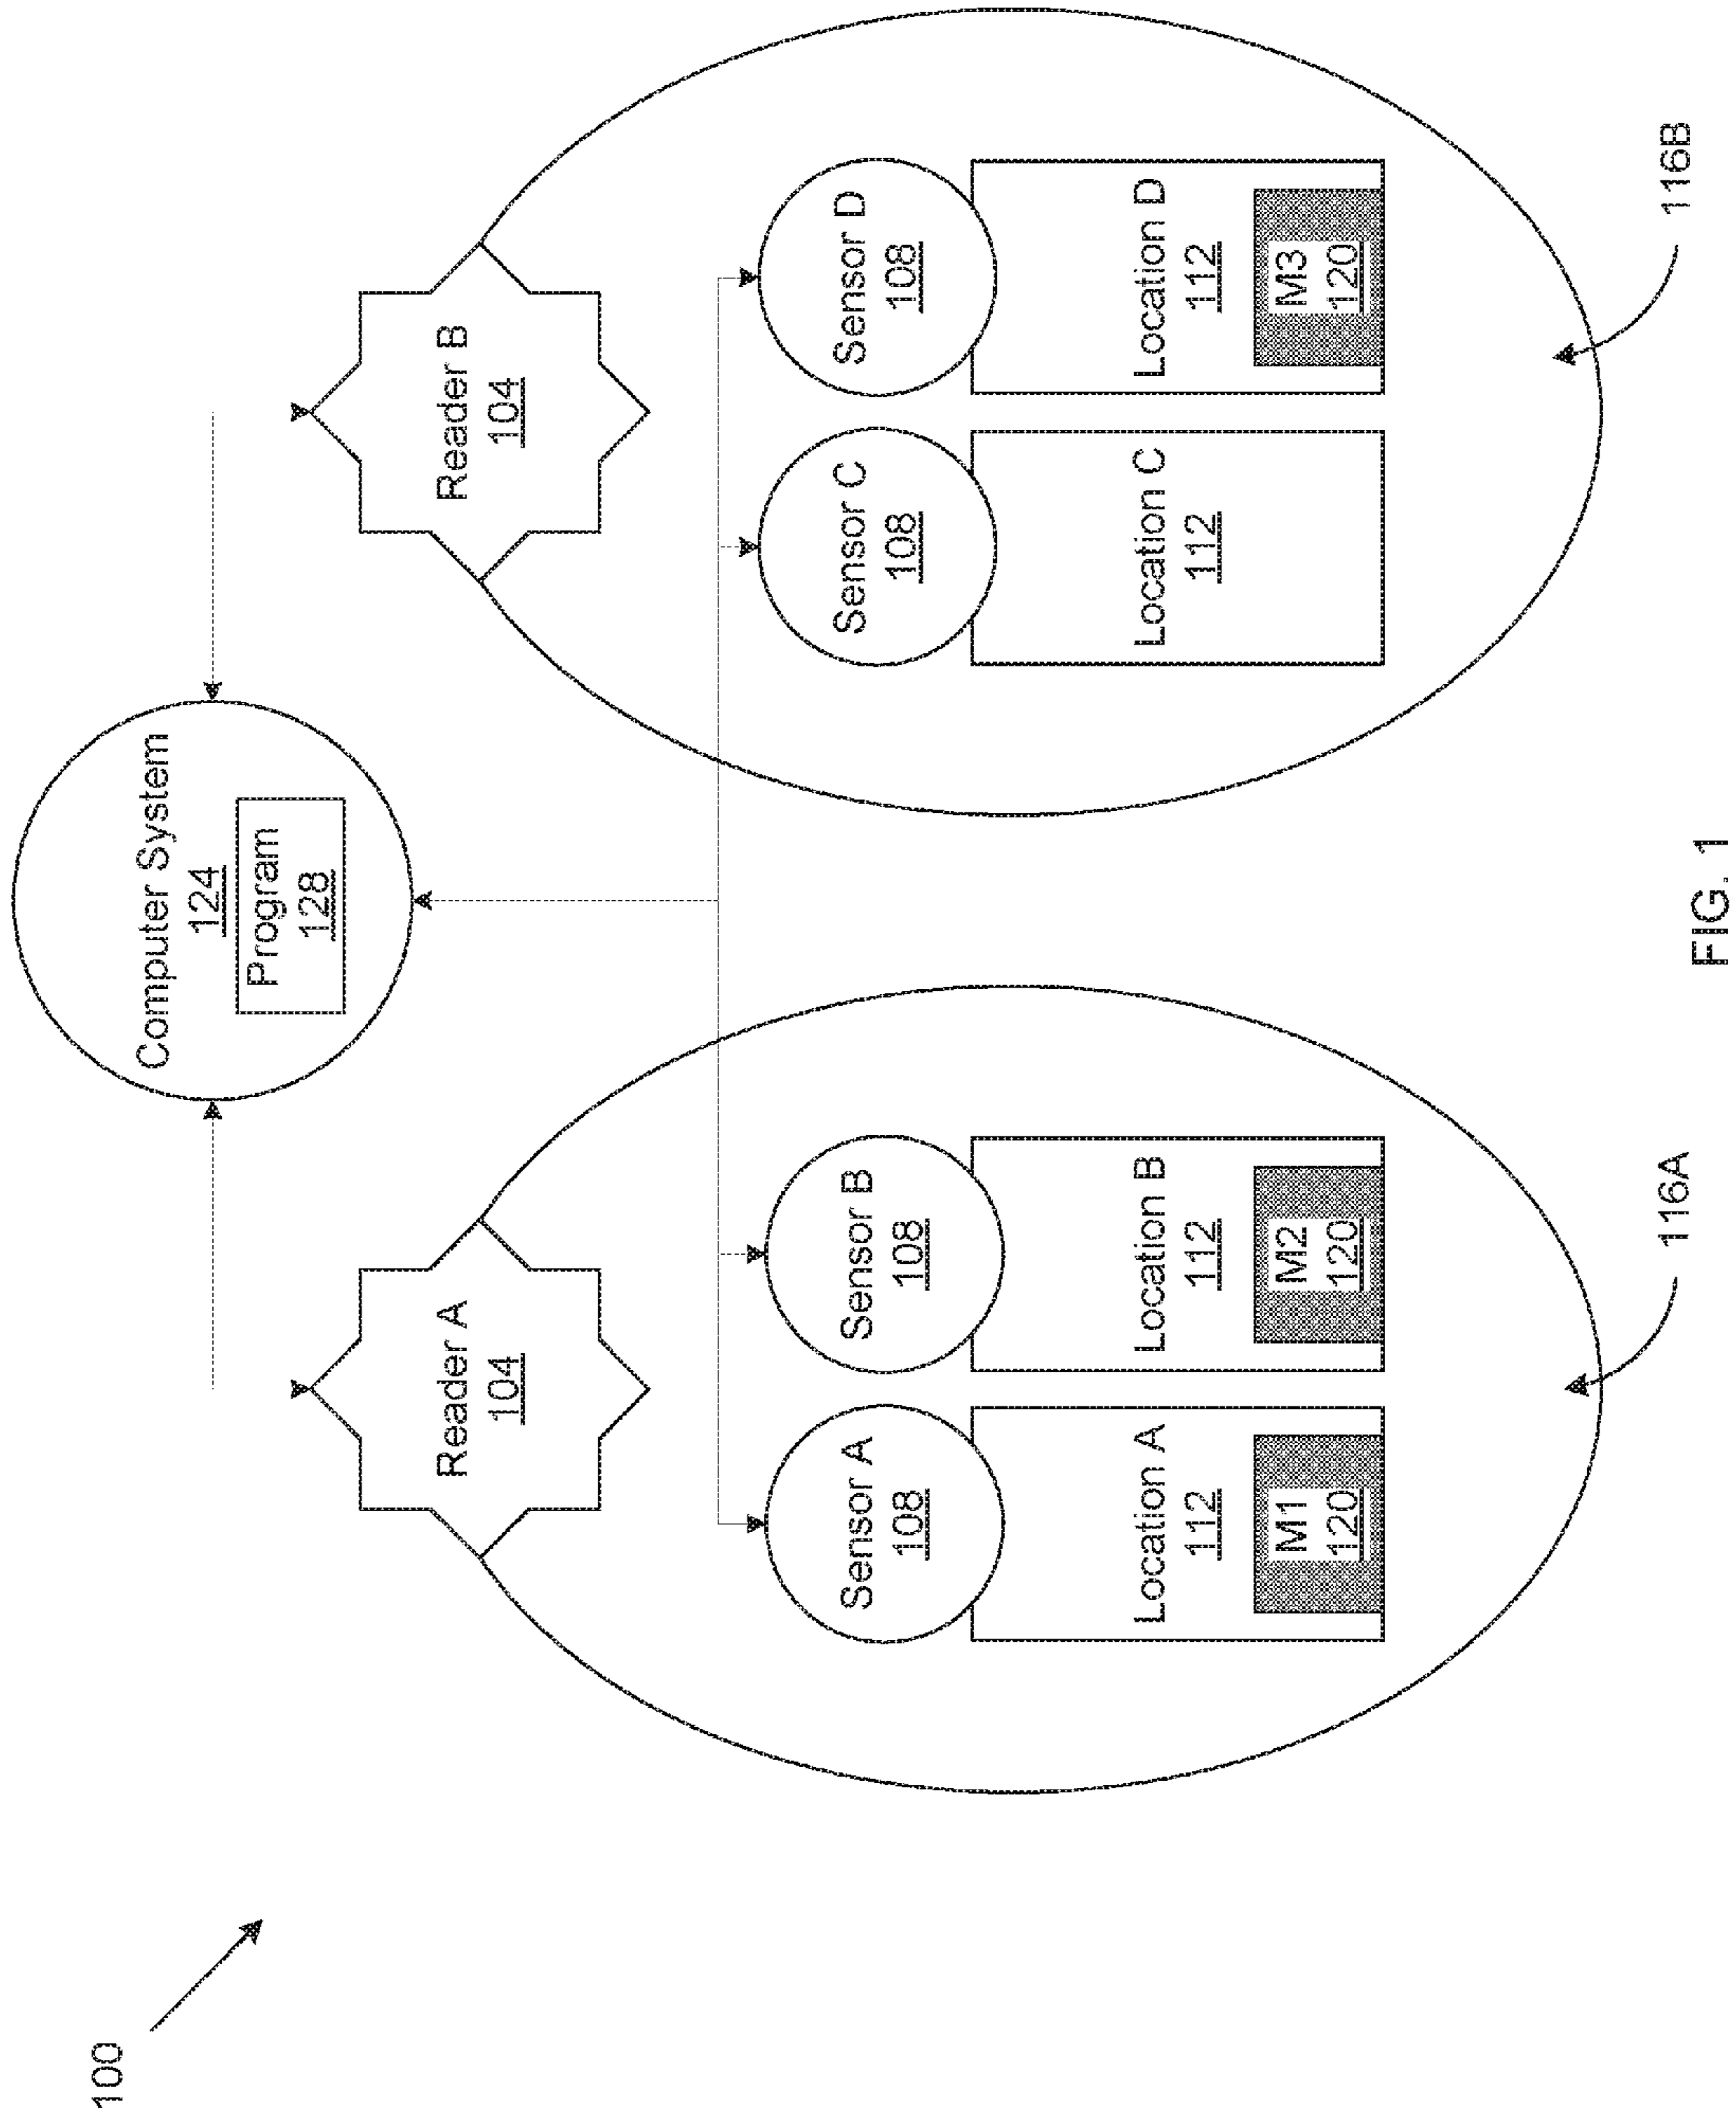 100
Computer System
124
Program
128
Reader A
104
Reader B
104
Sensor A
108
Sensor B
108
Sensor C
108
Sensor D
108
Location A
112
Location B
112
Location C
112
Location D
112
M1
120
M2
120
M3
120
116A
116B
FIG. 1